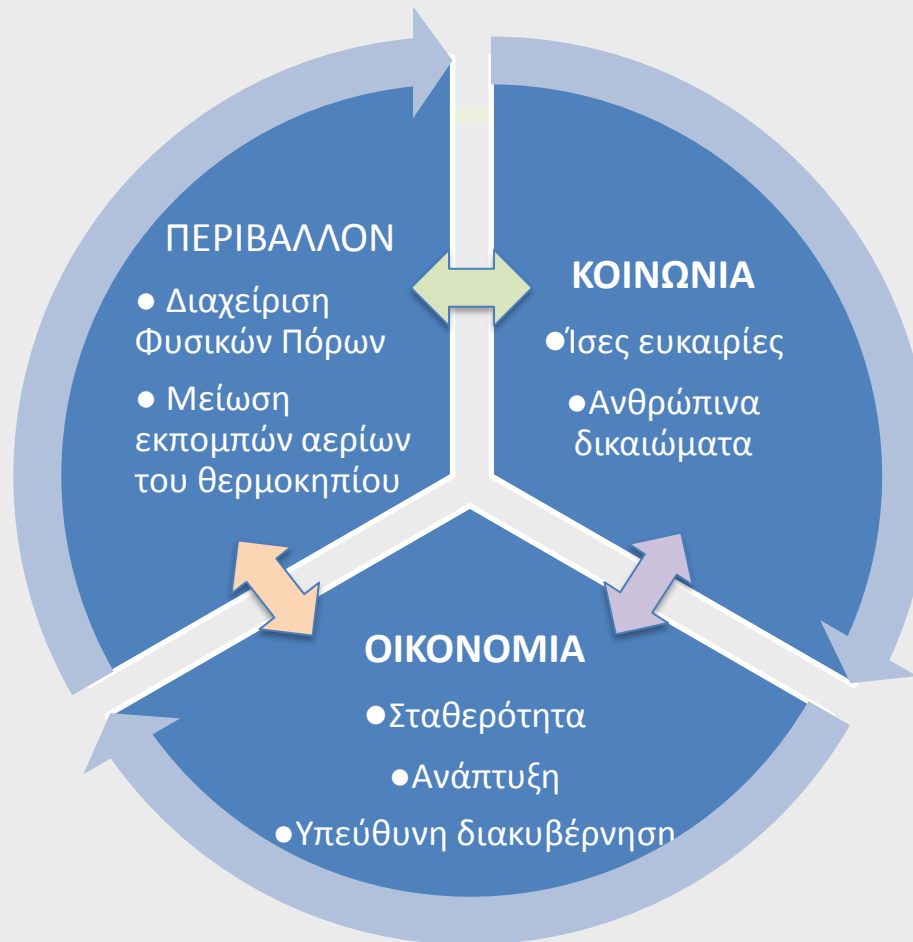 ΠΕΡΙΒΑΛΛΟΝ
● Διαχείριση
Φυσικών Πόρων
● Μείωση
εκπομπών αερίων
του θερμοκηπίου
ΚΟΙΝΩΝΙΑ
●Ίσες ευκαιρίες
●Ανθρώπινα
δικαιώματα
ΟΙΚΟΝΟΜΙΑ
●Σταθερότητα
●Ανάπτυξη
●Υπεύθυνη διακυβέρνηση